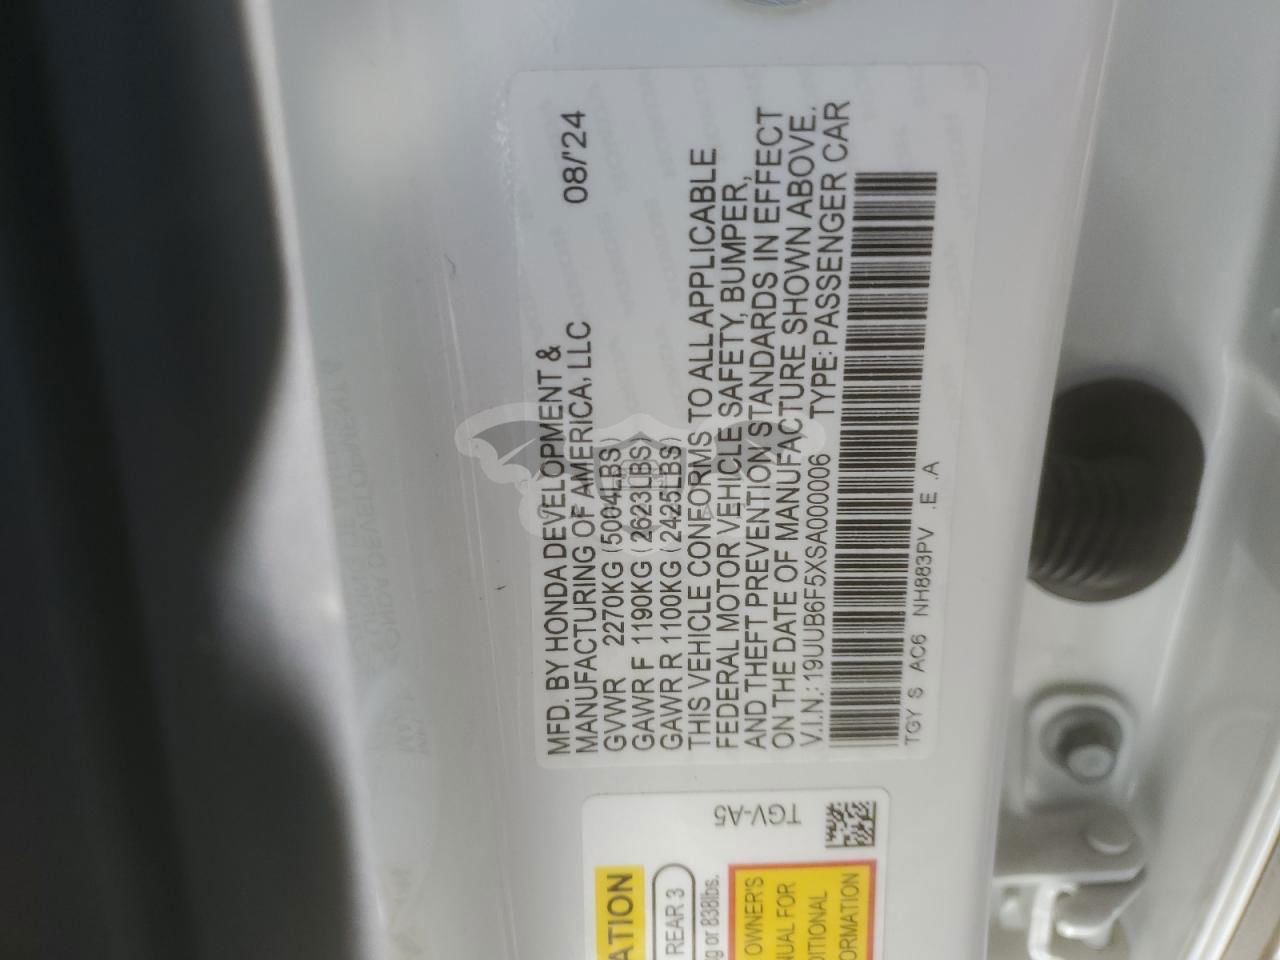 MFD. BY HONDA DEVELOPMENT &
MANUFACTURING OF AMERICA, LLC 08/'24
GVWR 2270KG (5004LBS)
GAWR F 1190KG (2623LBS)
GAWR R 1100KG (2425LBS)
THIS VEHICLE CONFORMS TO ALL APPLICABLE
FEDERAL MOTOR VEHICLE SAFETY, BUMPER,
AND THEFT PREVENTION STANDARDS IN EFFECT
ON THE DATE OF MANUFACTURE SHOWN ABOVE.
V.I.N.: 19UUB6F5XSA000006 TYPE: PASSENGER CAR
TGY S AC6 NH883PV .E .A
TGV-A5
ATION
REAR 3
or 838lbs.
OWNER'S
NUAL FOR
DITIONAL
ORMATION